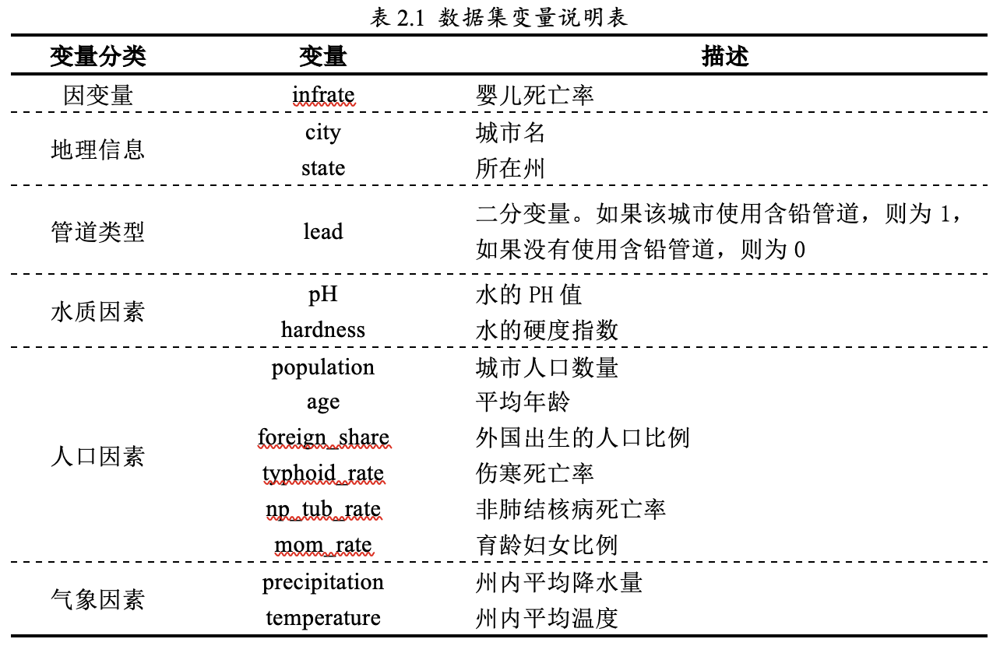 表 2.1 数据集变量说明表
变量分类 变量 描述
因变量 infrate 婴儿死亡率
地理信息 city 城市名
state 所在州
管道类型 lead 二分变量。如果该城市使用含铅管道，则为 1，
如果没有使用含铅管道，则为 0
水质因素 pH 水的 PH 值
hardness 水的硬度指数
人口因素 population 城市人口数量
age 平均年龄
foreign_share 外国出生的人口比例
typhoid_rate 伤寒死亡率
np_tub_rate 非肺结核病死亡率
mom_rate 育龄妇女比例
气象因素 precipitation 州内平均降水量
temperature 州内平均温度